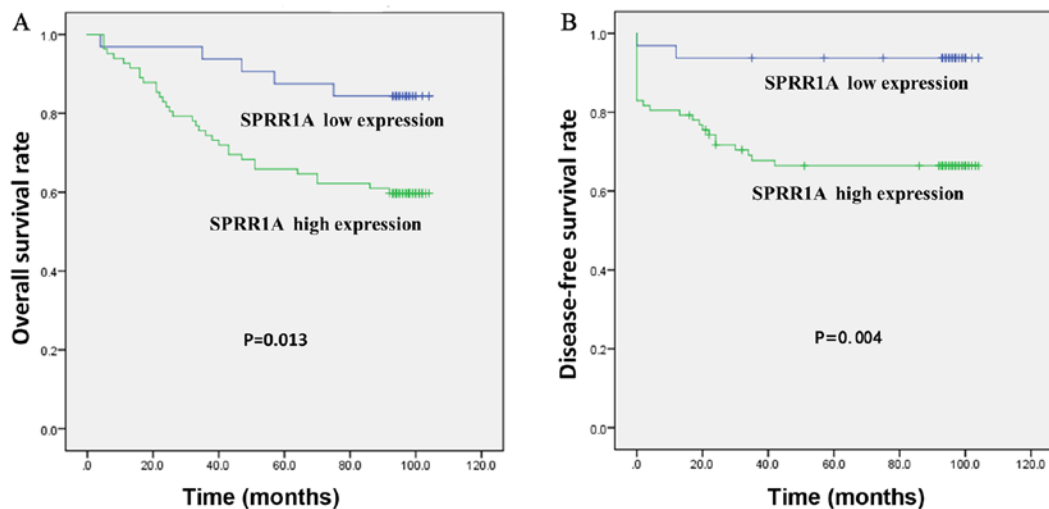 A
Overall survival rate
1.0
0.8
0.6
0.4
0.2
0.0
SPRR1A low expression
SPRR1A high expression
P=0.013
.0 20.0 40.0 60.0 80.0 100.0 120.0
Time (months)
B
Disease-free survival rate
1.0
0.8
0.6
0.4
0.2
0.0
SPRR1A low expression
SPRR1A high expression
P=0.004
.0 20.0 40.0 60.0 80.0 100.0 120.0
Time (months)